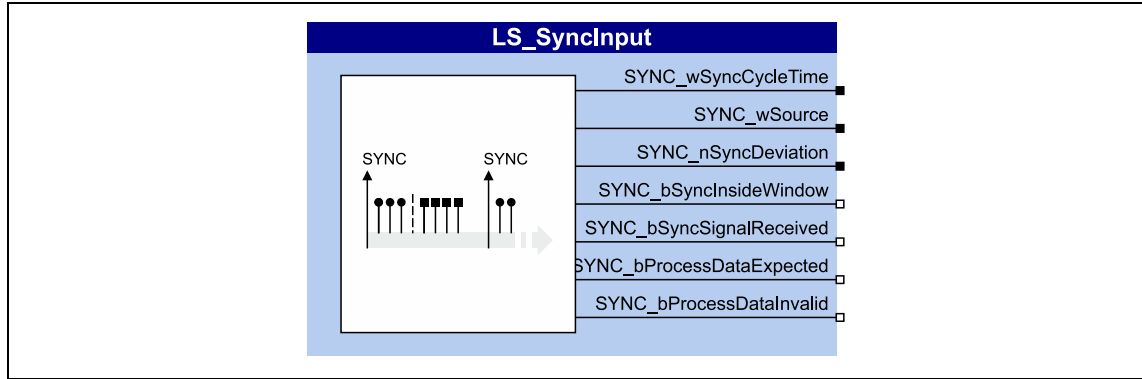 LS_SyncInput
SYNC_wSyncCycleTime
SYNC_wSource
SYNC_nSyncDeviation
SYNC SYNC
SYNC_bSyncInsideWindow
SYNC_bSyncSignalReceived
SYNC_bProcessDataExpected
SYNC_bProcessDataInvalid